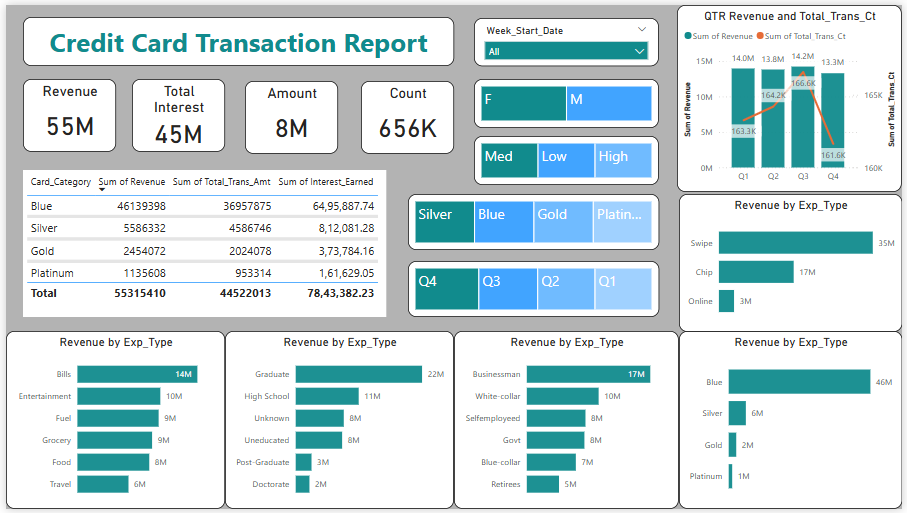 Credit Card Transaction Report
Week_Start_Date
All
Revenue
55M
Total
Interest
45M
Amount
8M
Count
656K
F M
Med Low High
Silver Blue Gold Platin...
Q4 Q3 Q2 Q1
Card_Category Sum of Revenue Sum of Total_Trans_Amt Sum of Interest_Earned
Blue 46139398 36957875 64,95,887.74
Silver 5586332 4586746 8,12,081.28
Gold 2454072 2024078 3,73,784.16
Platinum 1135608 953314 1,61,629.05
Total 55315410 44522013 78,43,382.23
QTR Revenue and Total_Trans_Ct
Sum of Revenue Sum of Total_Trans_Ct
14.0M 13.8M 14.2M 13.3M
15M
10M
5M
0M
Sum of Revenue
163.3K 164.2K 166.6K 161.6K
165K
160K
Sum of Total_Trans_Ct
Q1 Q2 Q3 Q4
Revenue by Exp_Type
Swipe 35M
Chip 17M
Online 3M
Revenue by Exp_Type
Bills 14M
Entertainment 10M
Fuel 9M
Grocery 9M
Food 8M
Travel 6M
Revenue by Exp_Type
Graduate 22M
High School 11M
Unknown 8M
Uneducated 8M
Post-Graduate 3M
Doctorate 2M
Revenue by Exp_Type
Businessman 17M
White-collar 10M
Selfemployeed 8M
Govt 8M
Blue-collar 7M
Retirees 5M
Revenue by Exp_Type
Blue 46M
Silver 6M
Gold 2M
Platinum 1M